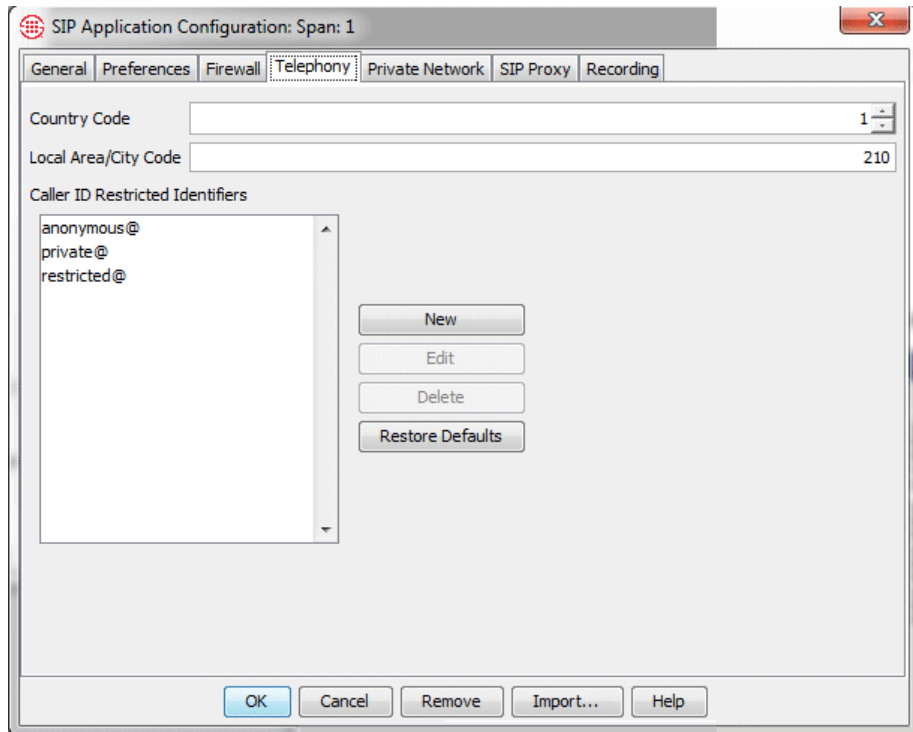 SIP Application Configuration: Span: 1
General Preferences Firewall Telephony Private Network SIP Proxy Recording
Country Code 1
Local Area/City Code 210
Caller ID Restricted Identifiers
anonymous@
private@
restricted@
New
Edit
Delete
Restore Defaults
OK Cancel Remove Import... Help